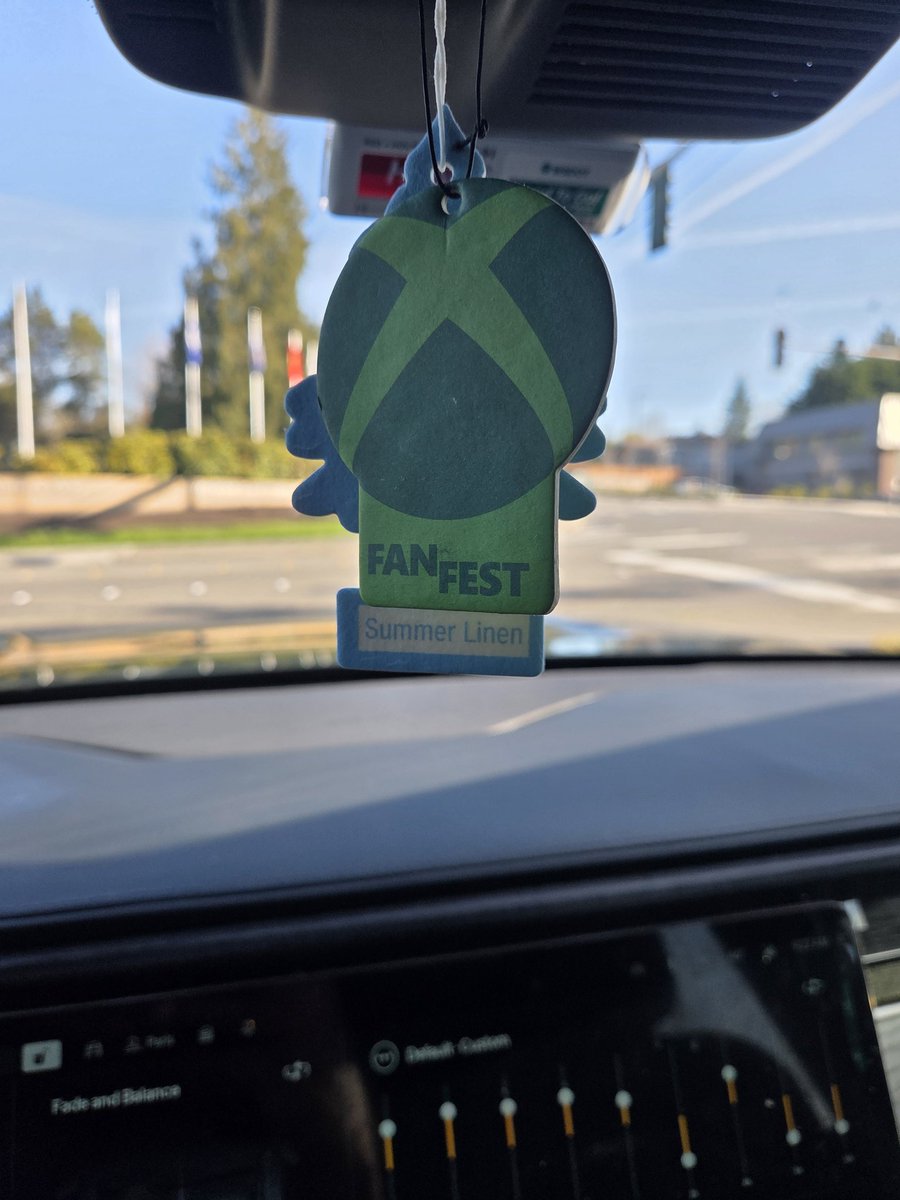 FAN
FEST
Summer Linen
Default Custom
Fade and Balance